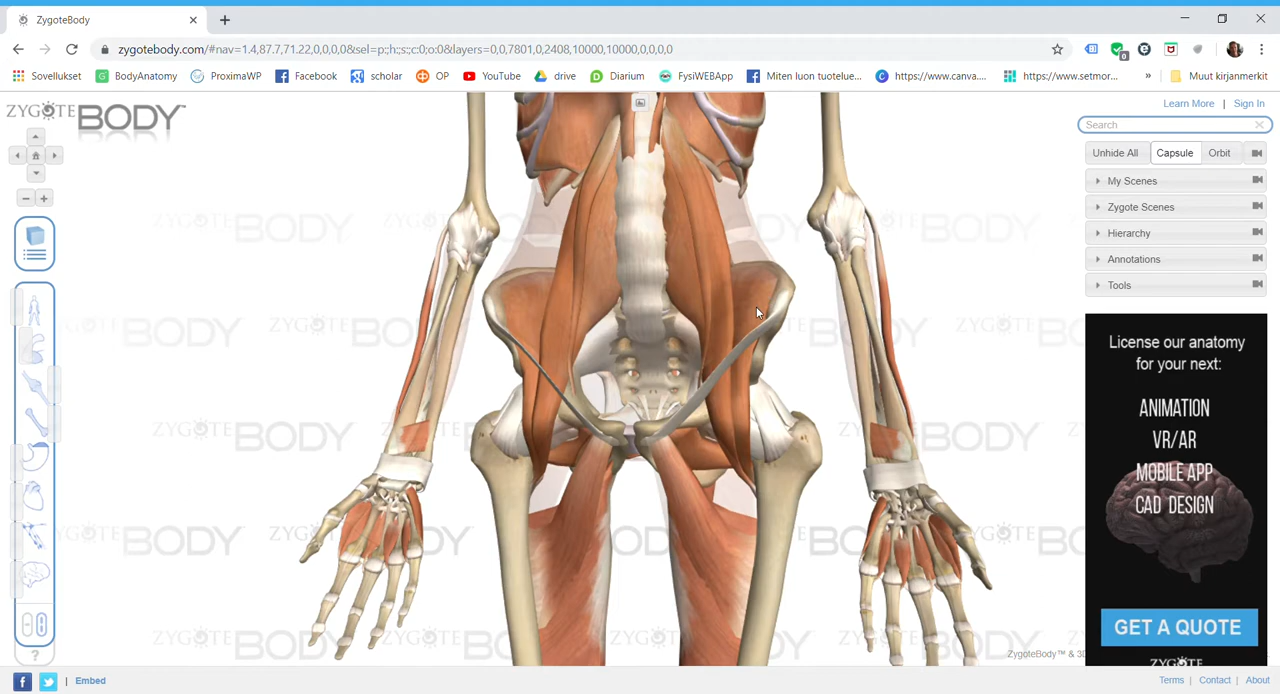 ZygoteBody
zygotebody.com/#nav=1.4,87.7,71.22,0,0,0,0&sel=p:;h:;s:;c:0;o:0&layers=0,0,7801,0,2408,10000,10000,0,0,0,0
0
Sovellukset
BodyAnatomy
ProximaWP
Facebook
scholar
OP
YouTube
drive
Diarium
FysiWEBApp
Miten luon tuotelue...
https://www.canva....
https://www.setmor...
»
Muut kirjanmerkit
ZYGOTE BODY™
Learn More | Sign In
Search
Unhide All
Capsule
Orbit
My Scenes
Zygote Scenes
Hierarchy
Annotations
Tools
License our anatomy
for your next:
ANIMATION
VR/AR
MOBILE APP
CAD DESIGN
GET A QUOTE
ZYGOTE
ZygoteBody™ & 3D
?
| Embed
Terms | Contact | About